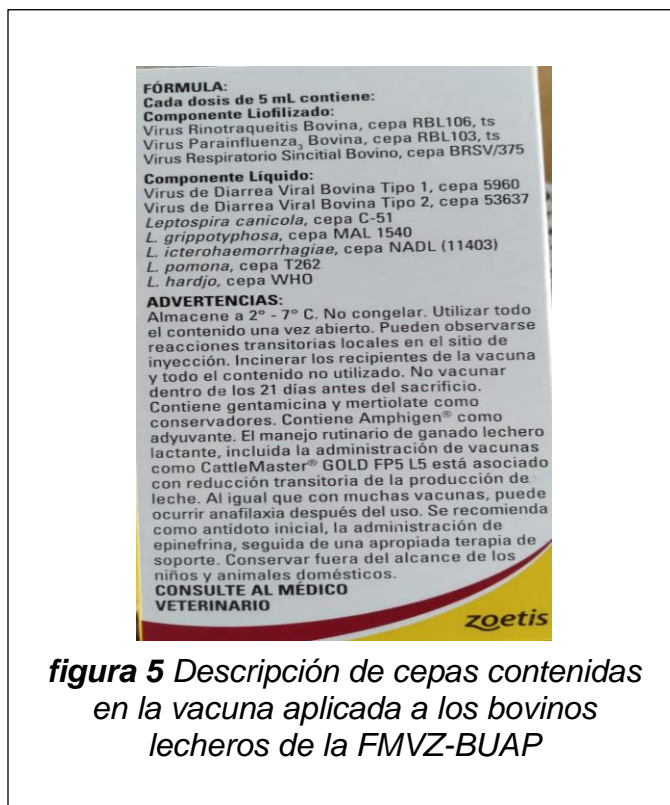 FÓRMULA:
Cada dosis de 5 mL contiene:
Componente Liofilizado:
Virus Rinotraqueítis Bovina, cepa RBL106, ts
Virus Parainfluenza₃ Bovina, cepa RBL103, ts
Virus Respiratorio Sincitial Bovino, cepa BRSV/375
Componente Líquido:
Virus de Diarrea Viral Bovina Tipo 1, cepa 5960
Virus de Diarrea Viral Bovina Tipo 2, cepa 53637
Leptospira canicola, cepa C-51
L. grippotyphosa, cepa MAL 1540
L. icterohaemorrhagiae, cepa NADL (11403)
L. pomona, cepa T262
L. hardjo, cepa WHO
ADVERTENCIAS:
Almacene a 2° - 7° C. No congelar. Utilizar todo
el contenido una vez abierto. Pueden observarse
reacciones transitorias locales en el sitio de
inyección. Incinerar los recipientes de la vacuna
y todo el contenido no utilizado. No vacunar
dentro de los 21 días antes del sacrificio.
Contiene gentamicina y mertiolate como
conservadores. Contiene Amphigen® como
adyuvante. El manejo rutinario de ganado lechero
lactante, incluida la administración de vacunas
como CattleMaster® GOLD FP5 L5 está asociado
con reducción transitoria de la producción de
leche. Al igual que con muchas vacunas, puede
ocurrir anafilaxia después del uso. Se recomienda
como antídoto inicial, la administración de
epinefrina, seguida de una apropiada terapia de
soporte. Conservar fuera del alcance de los
niños y animales domésticos.
CONSULTE AL MÉDICO
VETERINARIO
zoetis
figura 5 Descripción de cepas contenidas
en la vacuna aplicada a los bovinos
lecheros de la FMVZ-BUAP